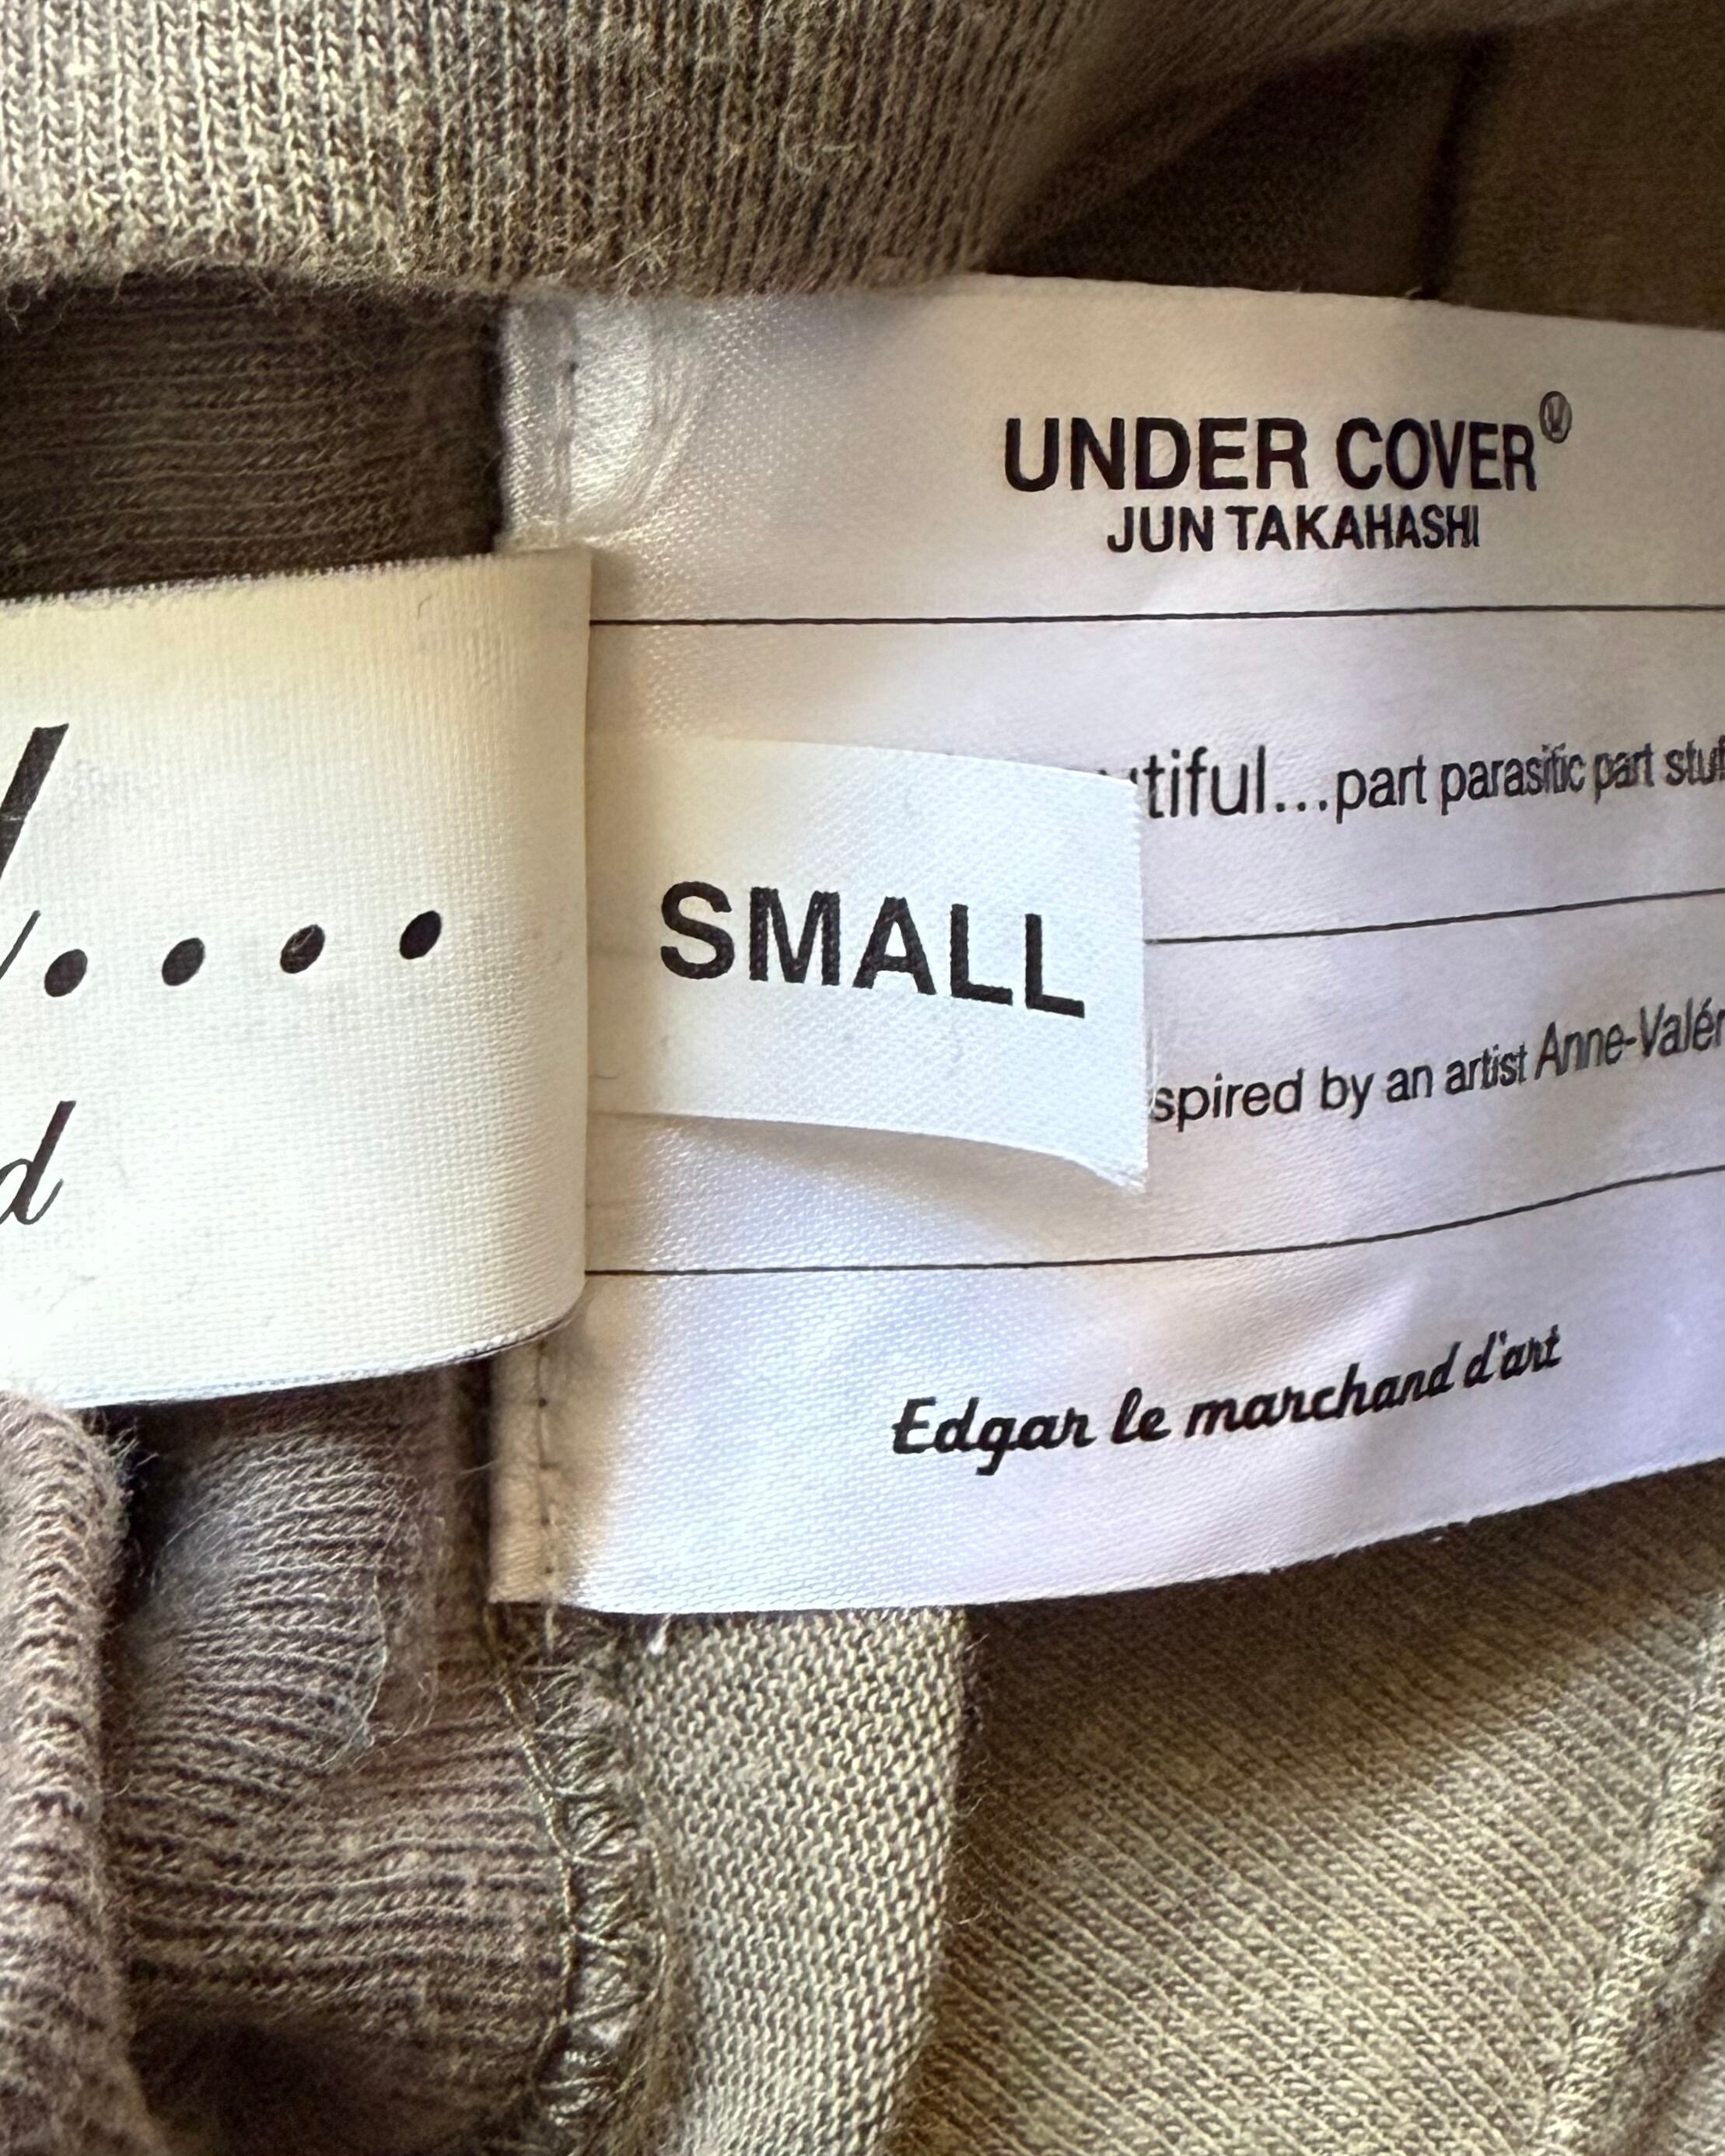 UNDER COVER®
JUN TAKAHASHI
tiful...part parasitic part stuf
. . . .
SMALL
spired by an artist Anne-Valér
d
Edgar le marchand d'art